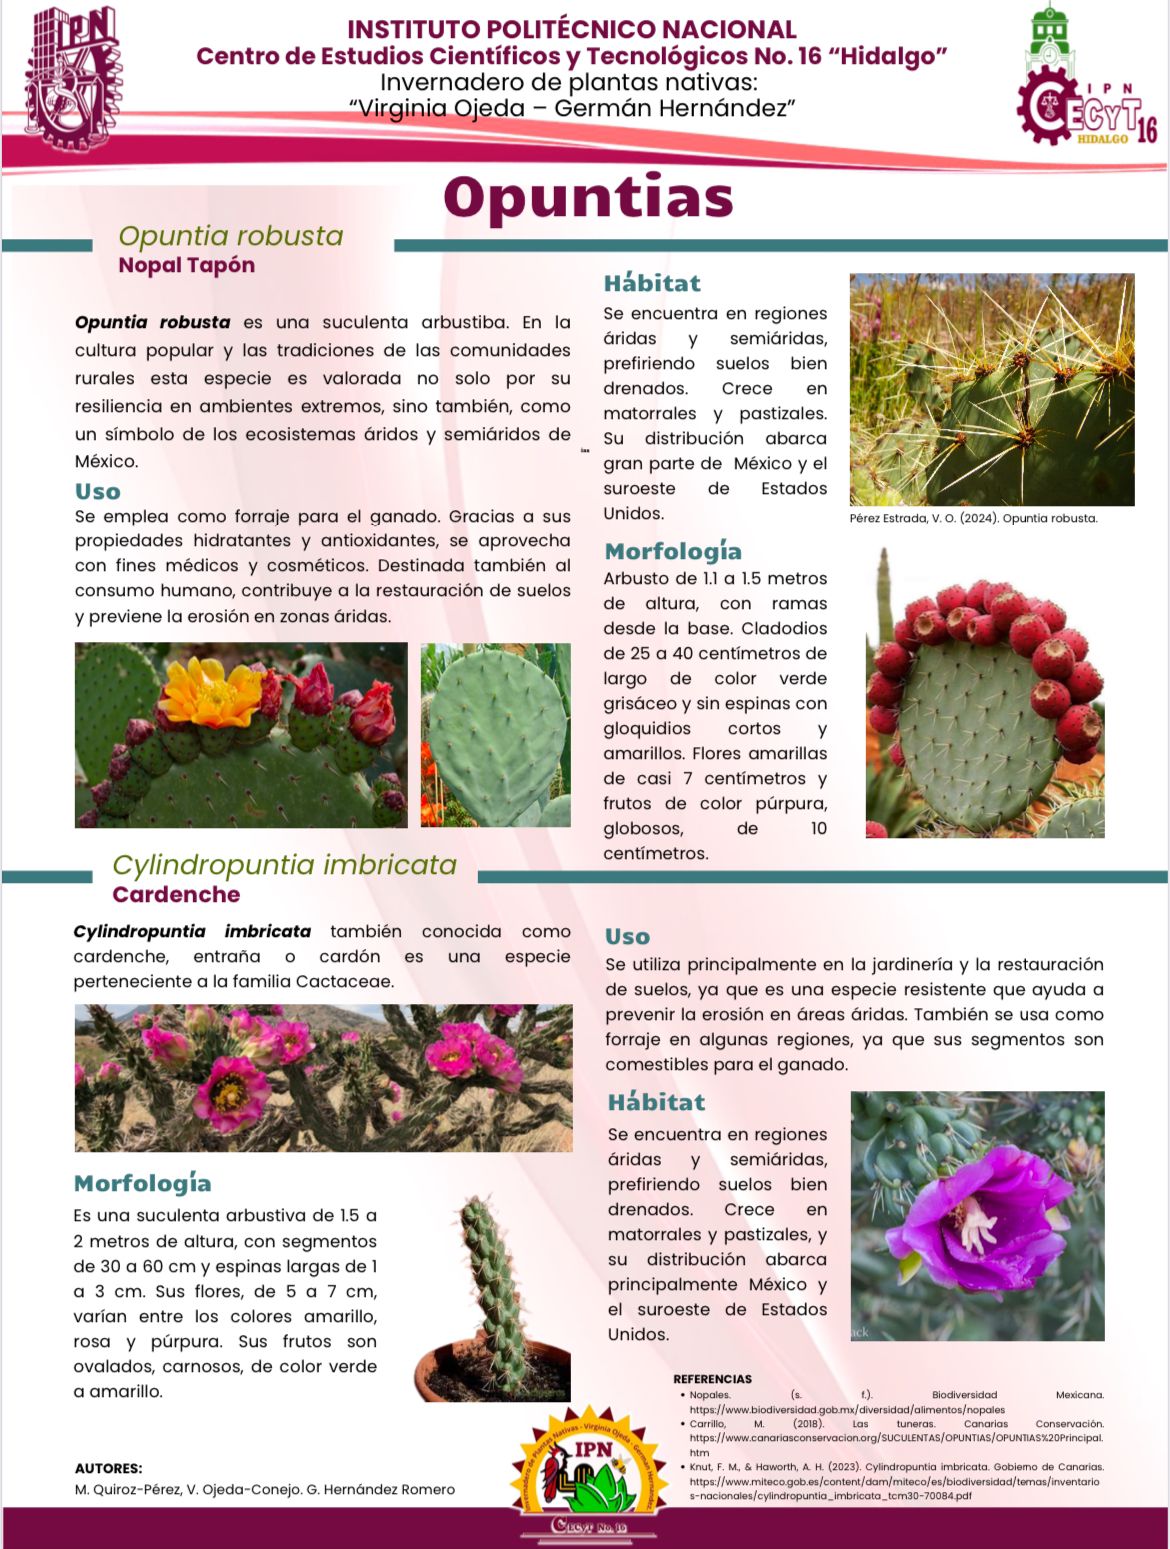 IPN
INSTITUTO POLITÉCNICO NACIONAL
Centro de Estudios Científicos y Tecnológicos No. 16 “Hidalgo”
Invernadero de plantas nativas:
“Virginia Ojeda – Germán Hernández”
IPN
CECyT 16
HIDALGO
Opuntias
Opuntia robusta
Nopal Tapón
Opuntia robusta es una suculenta arbustiba. En la
cultura popular y las tradiciones de las comunidades
rurales esta especie es valorada no solo por su
resiliencia en ambientes extremos, sino también, como
un símbolo de los ecosistemas áridos y semiáridos de
México.
Uso
Se emplea como forraje para el ganado. Gracias a sus
propiedades hidratantes y antioxidantes, se aprovecha
con fines médicos y cosméticos. Destinada también al
consumo humano, contribuye a la restauración de suelos
y previene la erosión en zonas áridas.
Hábitat
Se encuentra en regiones
áridas y semiáridas,
prefiriendo suelos bien
drenados. Crece en
matorrales y pastizales.
Su distribución abarca
gran parte de México y el
suroeste de Estados
Unidos.
Pérez Estrada, V. O. (2024). Opuntia robusta.
Morfología
Arbusto de 1.1 a 1.5 metros
de altura, con ramas
desde la base. Cladodios
de 25 a 40 centímetros de
largo de color verde
grisáceo y sin espinas con
gloquidios cortos y
amarillos. Flores amarillas
de casi 7 centímetros y
frutos de color púrpura,
globosos, de 10
centímetros.
Cylindropuntia imbricata
Cardenche
Cylindropuntia imbricata también conocida como
cardenche, entraña o cardón es una especie
perteneciente a la familia Cactaceae.
Morfología
Es una suculenta arbustiva de 1.5 a
2 metros de altura, con segmentos
de 30 a 60 cm y espinas largas de 1
a 3 cm. Sus flores, de 5 a 7 cm,
varían entre los colores amarillo,
rosa y púrpura. Sus frutos son
ovalados, carnosos, de color verde
a amarillo.
Uso
Se utiliza principalmente en la jardinería y la restauración
de suelos, ya que es una especie resistente que ayuda a
prevenir la erosión en áreas áridas. También se usa como
forraje en algunas regiones, ya que sus segmentos son
comestibles para el ganado.
Hábitat
Se encuentra en regiones
áridas y semiáridas,
prefiriendo suelos bien
drenados. Crece en
matorrales y pastizales, y
su distribución abarca
principalmente México y
el suroeste de Estados
Unidos.
ack
REFERENCIAS
• Nopales. (s. f.). Biodiversidad Mexicana.
https://www.biodiversidad.gob.mx/diversidad/alimentos/nopales
• Carrillo, M. (2018). Las tuneras. Canarias Conservación.
https://www.canariasconservacion.org/SUCULENTAS/OPUNTIAS/OPUNTIAS%20Principal.
htm
• Knut, F. M., & Haworth, A. H. (2023). Cylindropuntia imbricata. Gobierno de Canarias.
https://www.miteco.gob.es/content/dam/miteco/es/biodiversidad/temas/inventario
s-nacionales/cylindropuntia_imbricata_tcm30-70084.pdf
AUTORES:
M. Quiroz-Pérez, V. Ojeda-Conejo. G. Hernández Romero
Invernadero de Plantas Nativas - Virginia Ojeda - Germán Hernández
IPN
CECyT No. 16